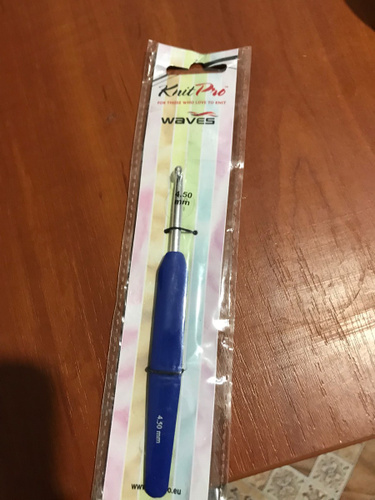 KnitPro
FOR THOSE WHO LOVE TO KNIT
WAVES
4.50
mm
4.50 mm